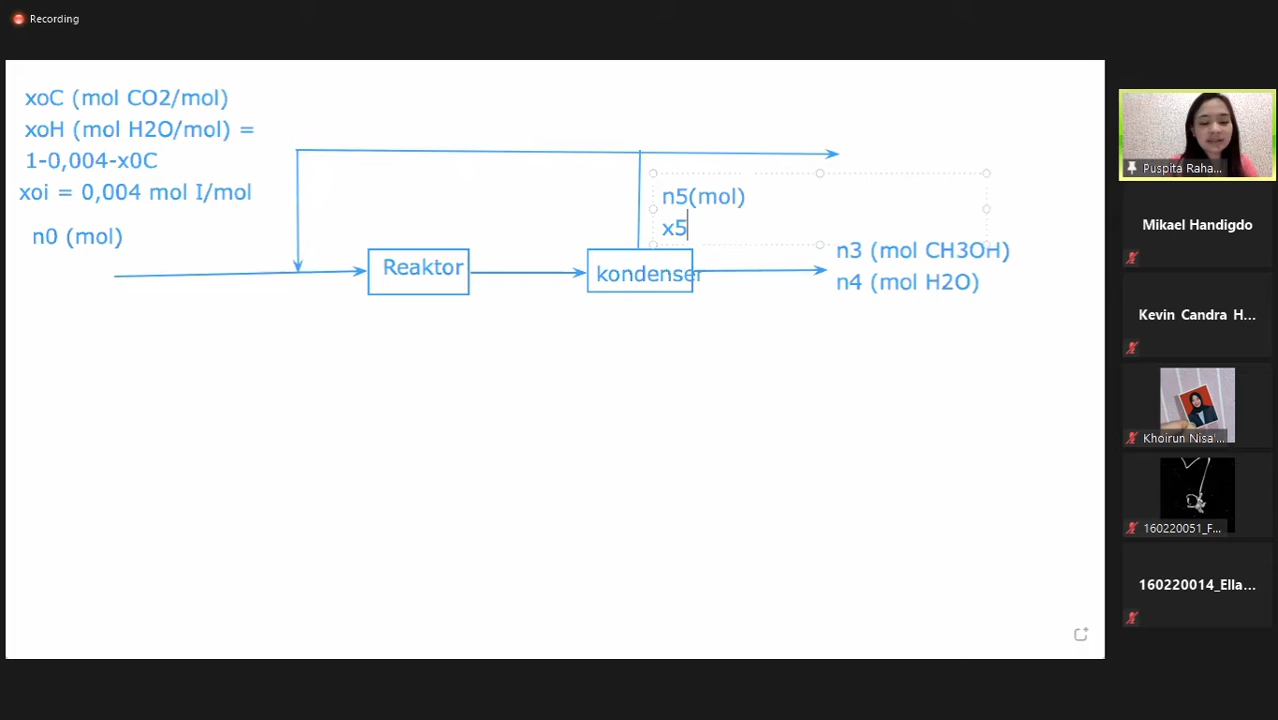 Recording
xoC (mol CO2/mol)
xoH (mol H2O/mol) =
1-0,004-x0C
xoi = 0,004 mol I/mol
n0 (mol)
n5(mol)
x5
n3 (mol CH3OH)
n4 (mol H2O)
Reaktor
kondenser
Puspita Raha...
Mikael Handigdo
Kevin Candra H...
Khoirun Nisa'...
160220051_F...
160220014_Ella...